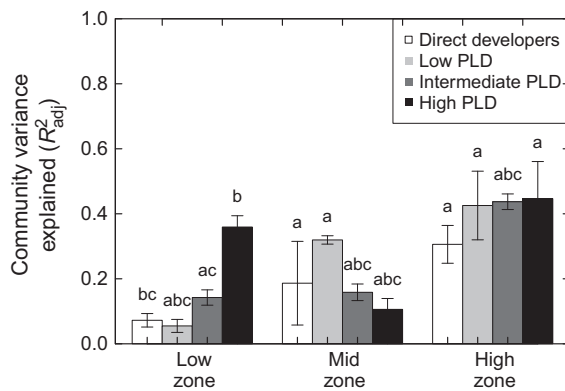 Community variance
explained (R²adj)
1.0
0.8
0.6
0.4
0.2
0.0
Direct developers
Low PLD
Intermediate PLD
High PLD
bc
abc
ac
b
a
a
abc
abc
a
a
abc
a
Low
zone
Mid
zone
High
zone